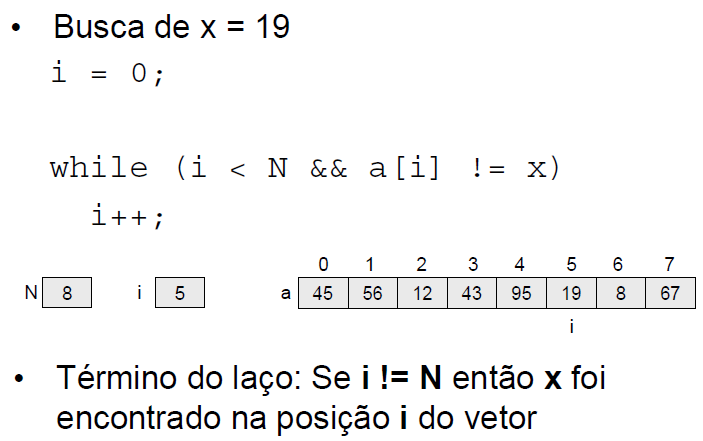 • Busca de x = 19
i = 0;
while (i < N && a[i] != x)
i++;
0 1 2 3 4 5 6 7
N 8 i 5 a 45 56 12 43 95 19 8 67
i
• Término do laço: Se i != N então x foi
encontrado na posição i do vetor